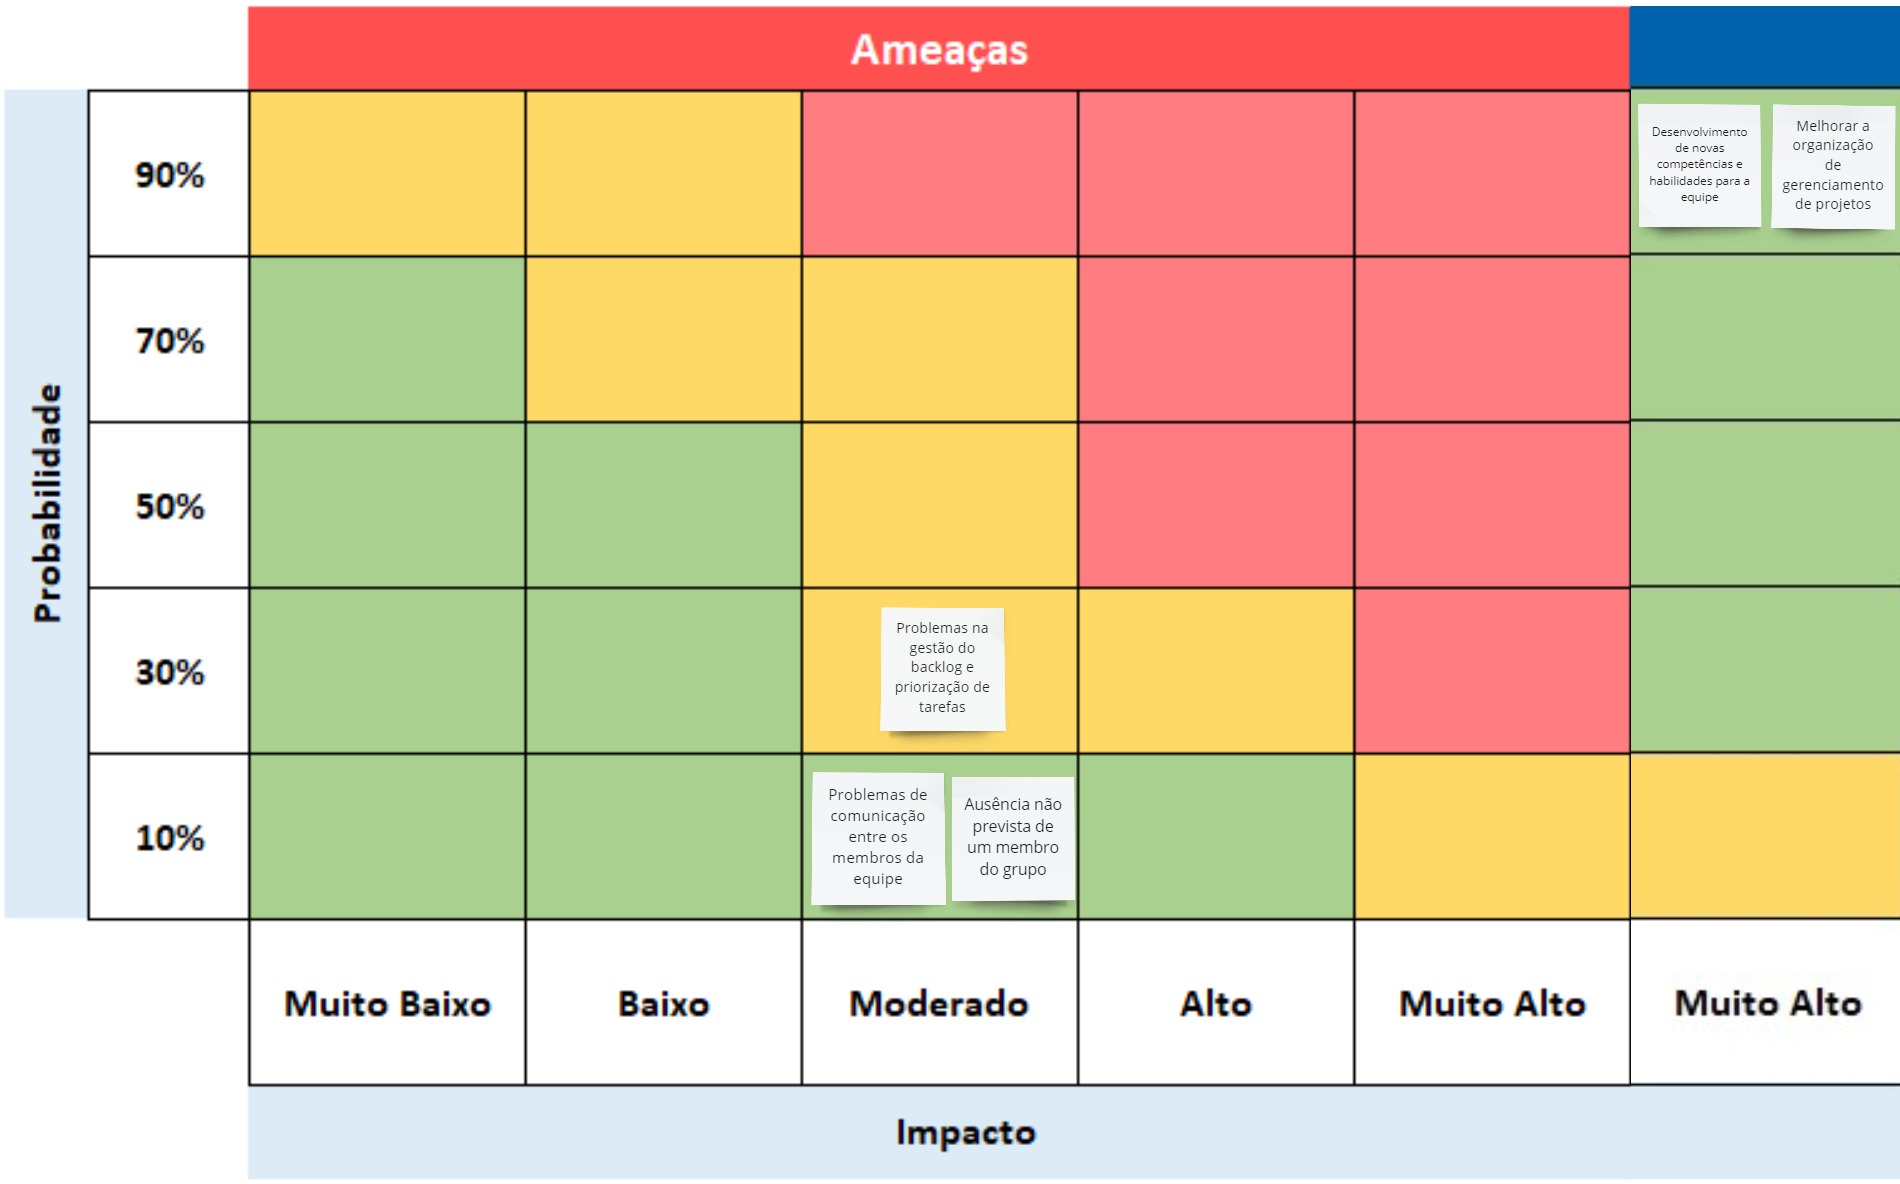 Ameaças
Probabilidade
90%
Desenvolvimento
de novas
competências e
habilidades para a
equipe
Melhorar a
organização
de
gerenciamento
de projetos
70%
50%
30%
Problemas na
gestão do
backlog e
priorização de
tarefas
10%
Problemas de
comunicação
entre os
membros da
equipe
Ausência não
prevista de
um membro
do grupo
Muito Baixo
Baixo
Moderado
Alto
Muito Alto
Muito Alto
Impacto